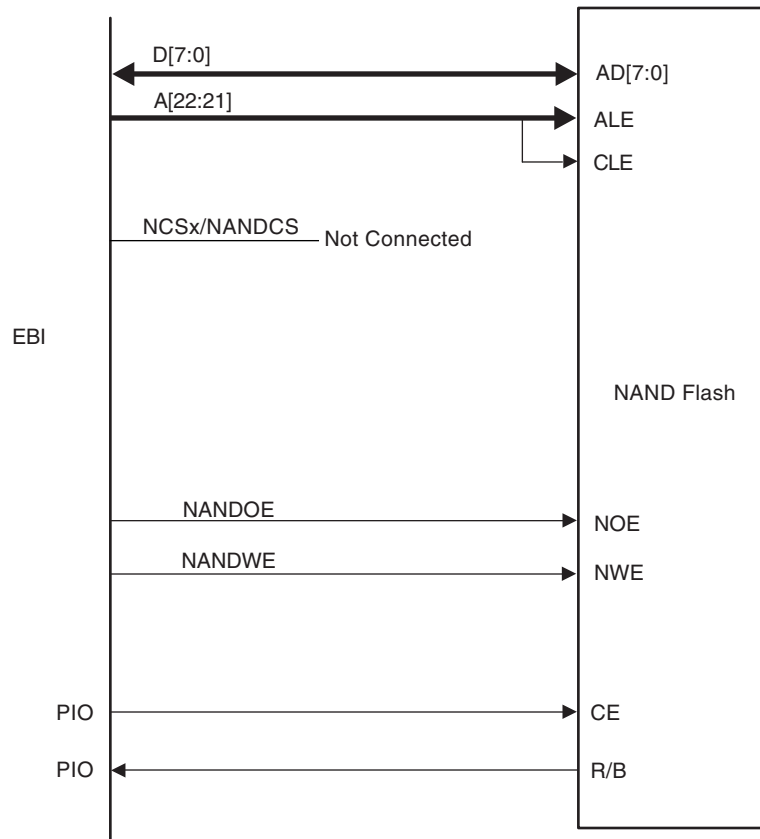 D[7:0]
AD[7:0]
A[22:21]
ALE
CLE
NCSx/NANDCS
Not Connected
EBI
NAND Flash
NANDOE
NOE
NANDWE
NWE
PIO
CE
PIO
R/B